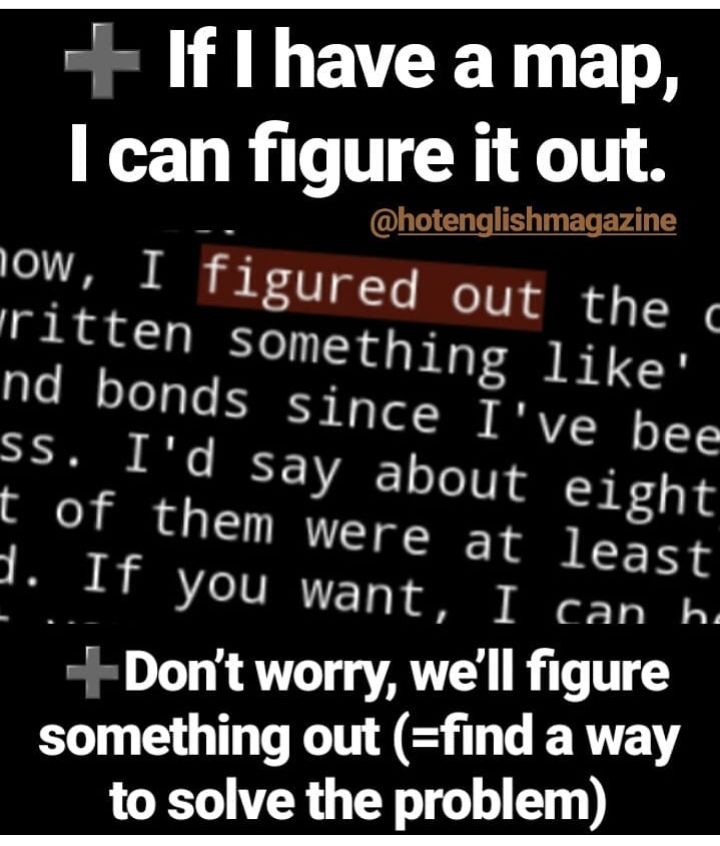 ➕ If I have a map,
I can figure it out.
@hotenglishmagazine
now, I figured out the
written something like'
nd bonds since I've bee
ss. I'd say about eight
t of them were at least
d. If you want, I can h
➕Don't worry, we'll figure
something out (=find a way
to solve the problem)